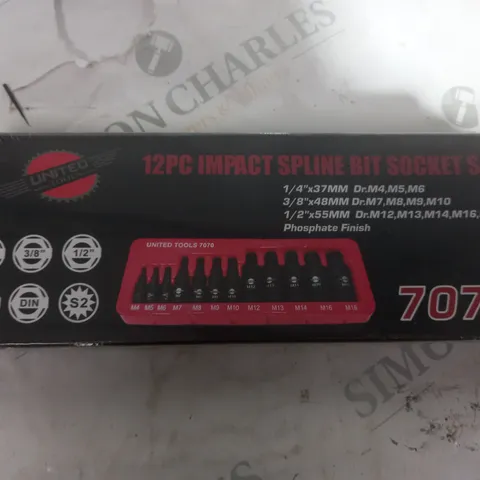 SIMON CHARLES
UNITED
12PC IMPACT SPLINE BIT SOCKET S
1/4"x37MM Dr.M4,M5,M6
3/8"x48MM Dr.M7,M8,M9,M10
1/2"x55MM Dr.M12,M13,M14,M16,
Phosphate Finish
3/8" 1/2"
DIN S2
UNITED TOOLS 7070
M4 M5 M6 M7 M8 M9 M10 M12 M13 M14 M16 M18
707